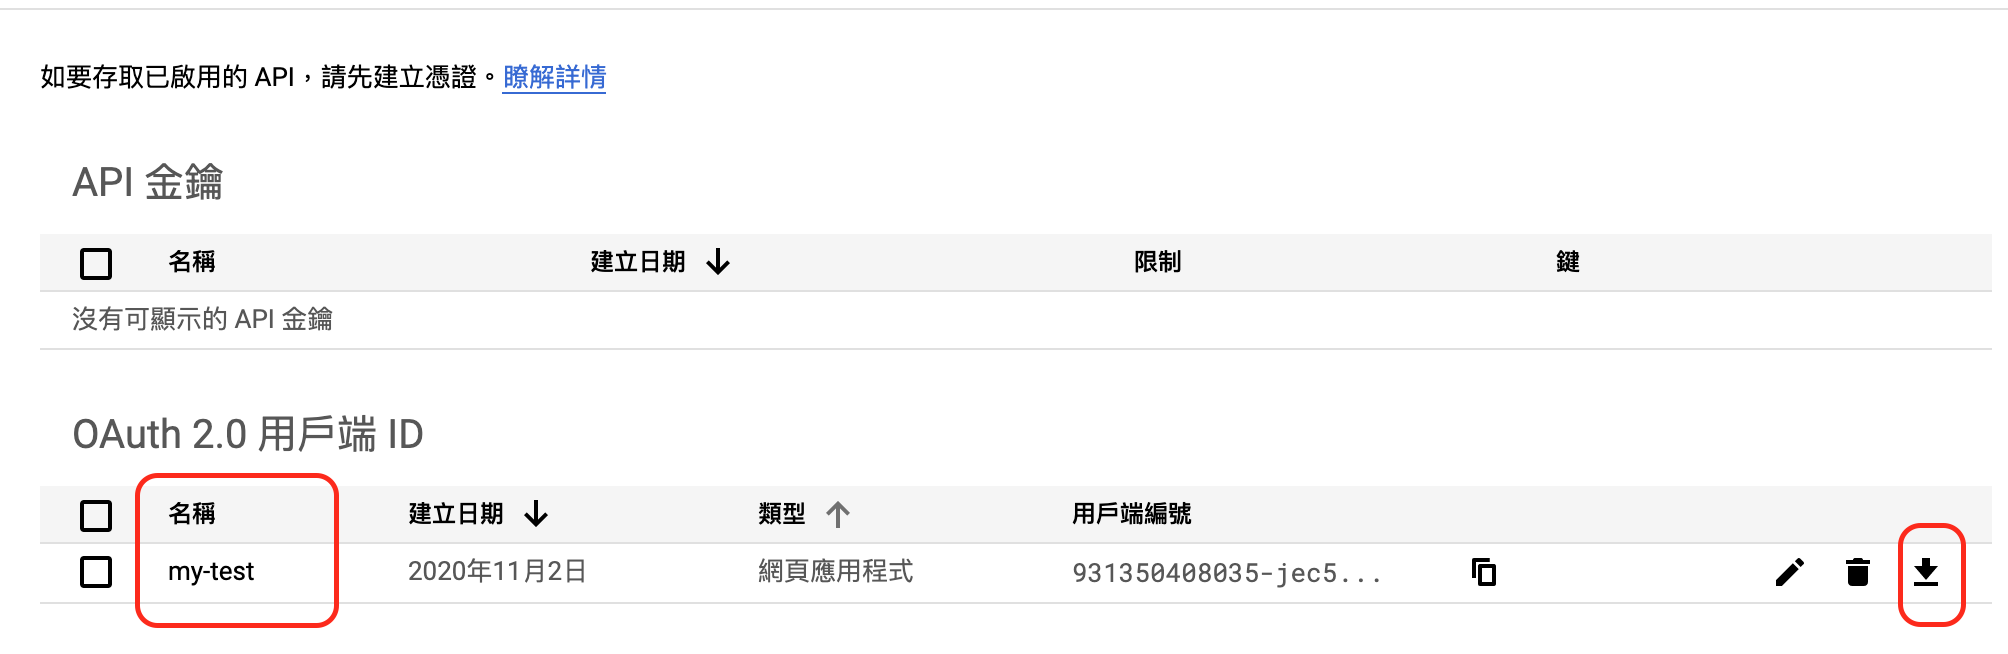 如要存取已啟用的 API，請先建立憑證。瞭解詳情
API 金鑰
名稱 建立日期 限制 鍵
沒有可顯示的 API 金鑰
OAuth 2.0 用戶端 ID
名稱 建立日期 類型 用戶端編號
my-test 2020年11月2日 網頁應用程式 931350408035-jec5...